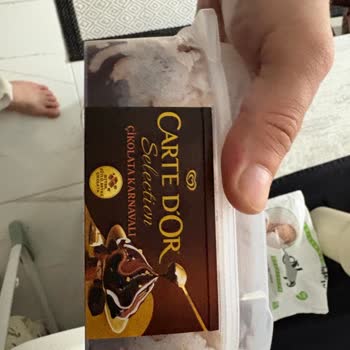 CARTE D'OR
Selection
ÇİKOLATA KARNAVALI